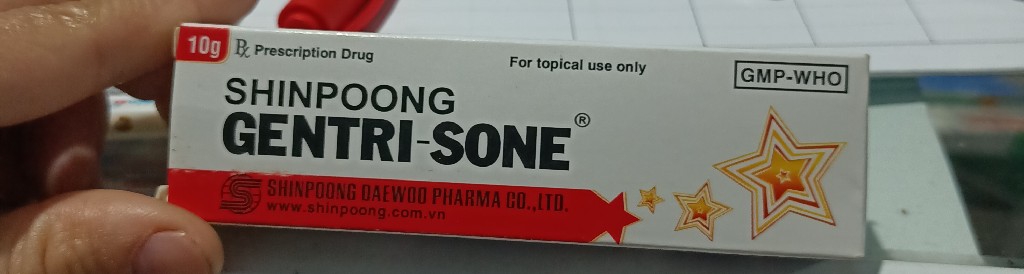 10g
℞ Prescription Drug
For topical use only
GMP-WHO
SHINPOONG
GENTRI-SONE®
SHINPOONG DAEWOO PHARMA CO.,LTD.
www.shinpoong.com.vn